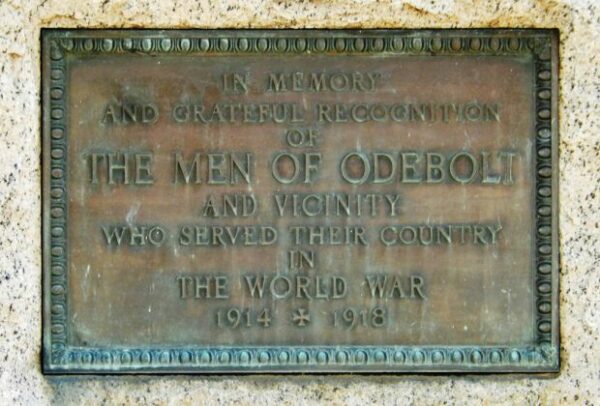 IN MEMORY
AND GRATEFUL RECOGNITION
OF
THE MEN OF ODEBOLT
AND VICINITY
WHO SERVED THEIR COUNTRY
IN
THE WORLD WAR
1914 ✠ 1918